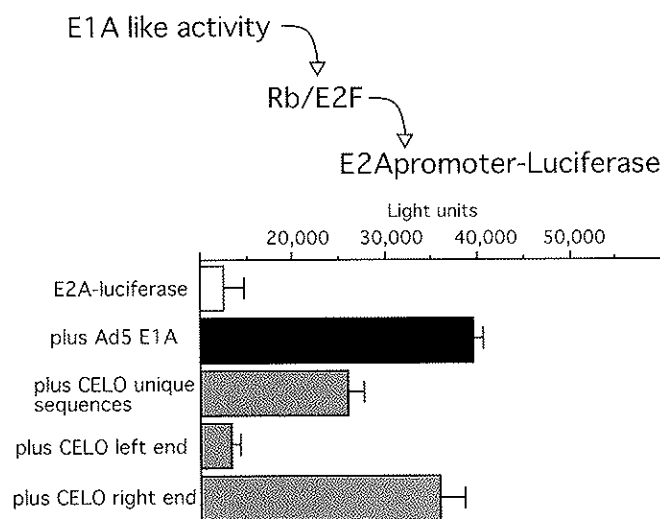 E1A like activity
Rb/E2F
E2Apromoter-Luciferase
Light units
20,000 30,000 40,000 50,000
E2A-luciferase
plus Ad5 E1A
plus CELO unique
sequences
plus CELO left end
plus CELO right end